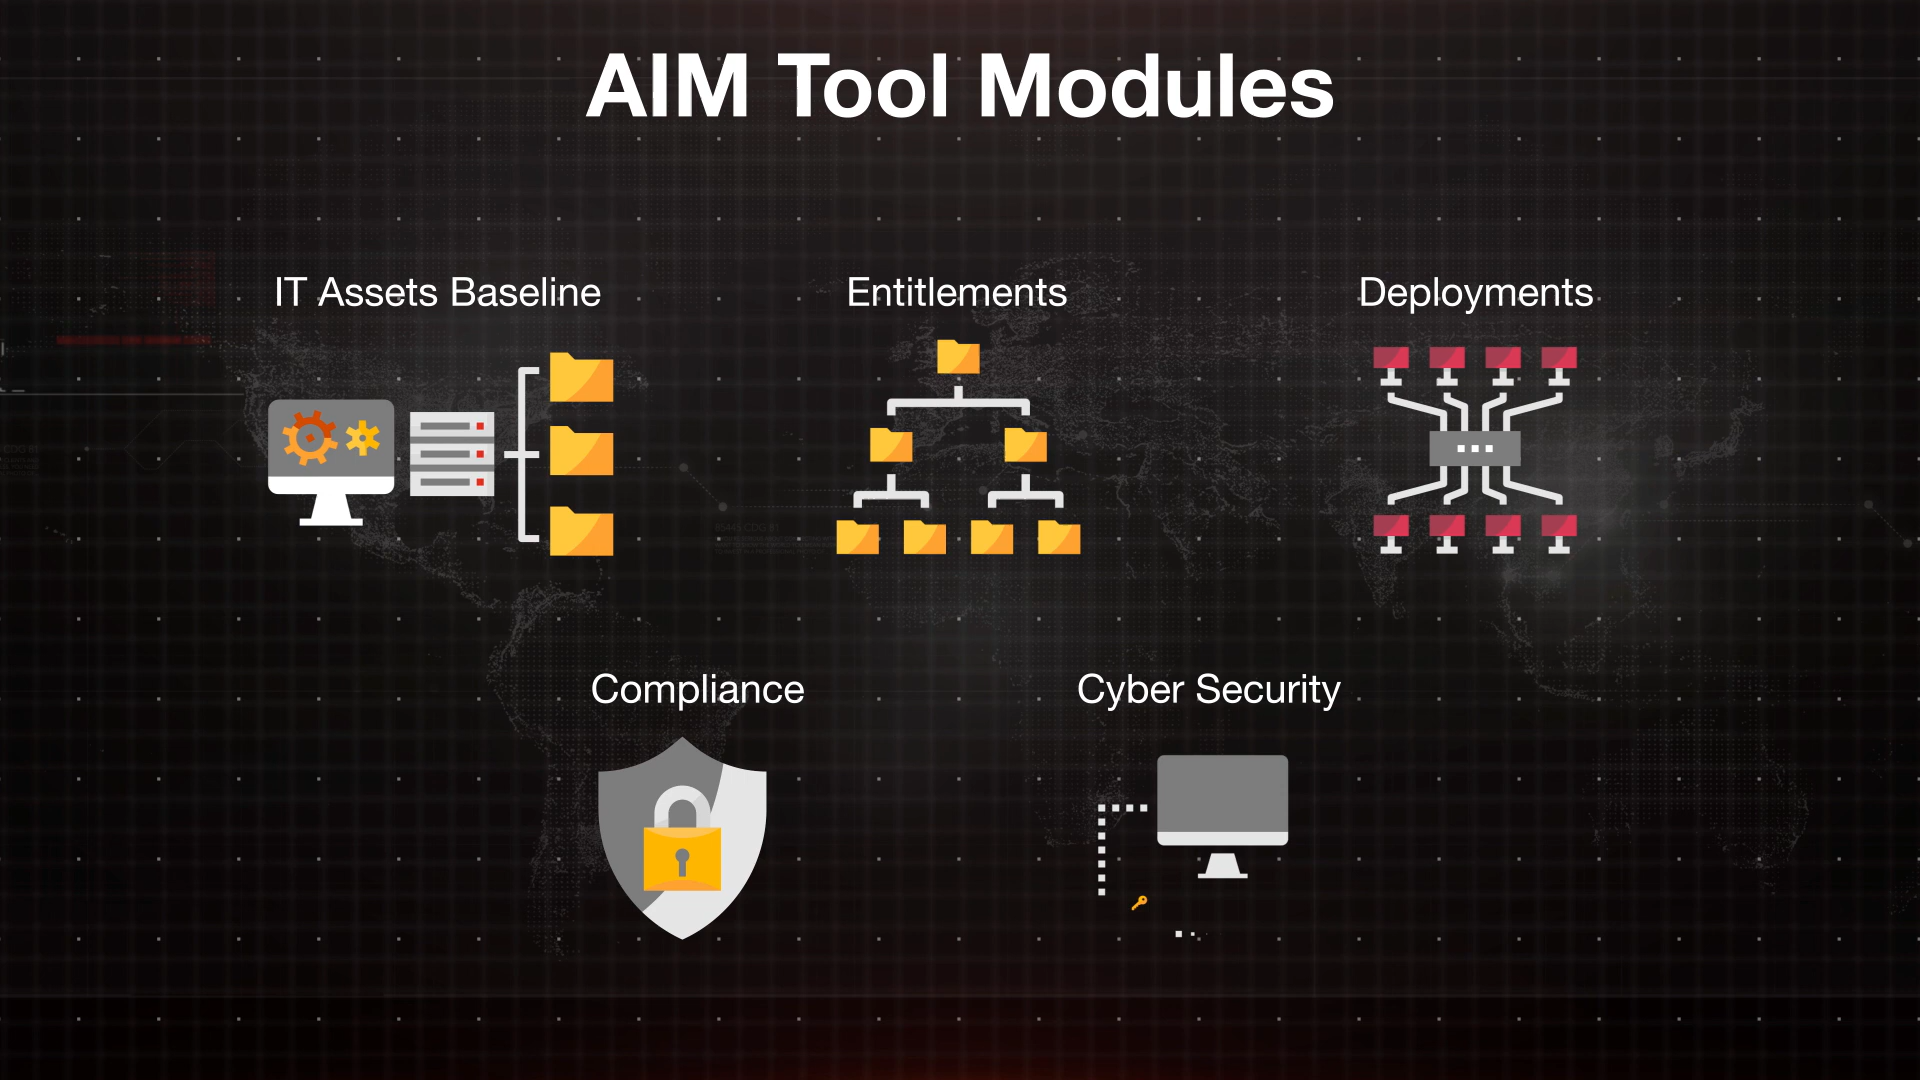 AIM Tool Modules
IT Assets Baseline
Entitlements
Deployments
Compliance
Cyber Security